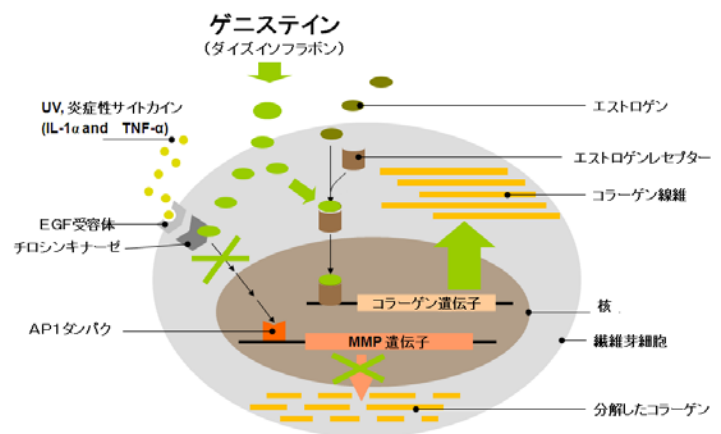 ゲニステイン
(ダイズイソフラボン)
UV, 炎症性サイトカイン
(IL-1α and TNF-α)
エストロゲン
エストロゲンレセプター
コラーゲン線維
EGF受容体
チロシンキナーゼ
コラーゲン遺伝子
核
AP1タンパク
MMP 遺伝子
繊維芽細胞
分解したコラーゲン